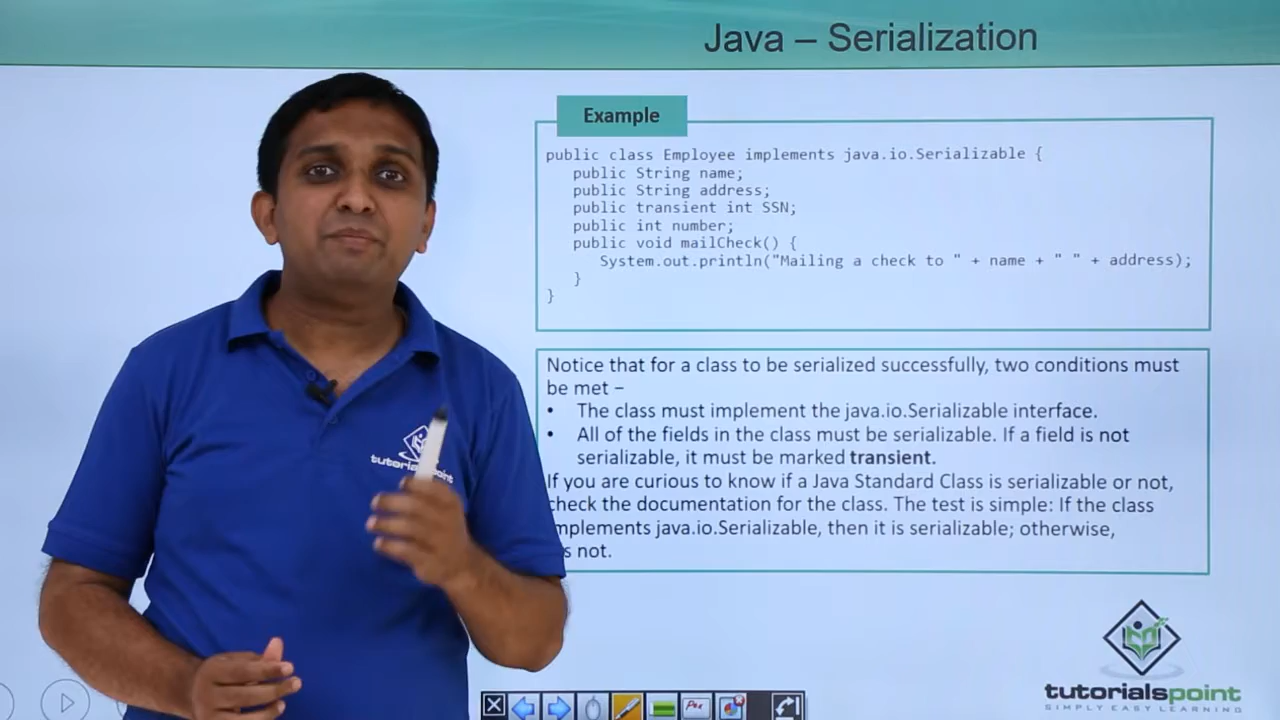 Java – Serialization
Example
public class Employee implements java.io.Serializable {
public String name;
public String address;
public transient int SSN;
public int number;
public void mailCheck() {
System.out.println("Mailing a check to " + name + " " + address);
}
}
Notice that for a class to be serialized successfully, two conditions must
be met –
• The class must implement the java.io.Serializable interface.
• All of the fields in the class must be serializable. If a field is not
serializable, it must be marked transient.
If you are curious to know if a Java Standard Class is serializable or not,
check the documentation for the class. The test is simple: If the class
implements java.io.Serializable, then it is serializable; otherwise,
not.
tutorialspoint
tutorialspoint
SIMPLY EASY LEARNING